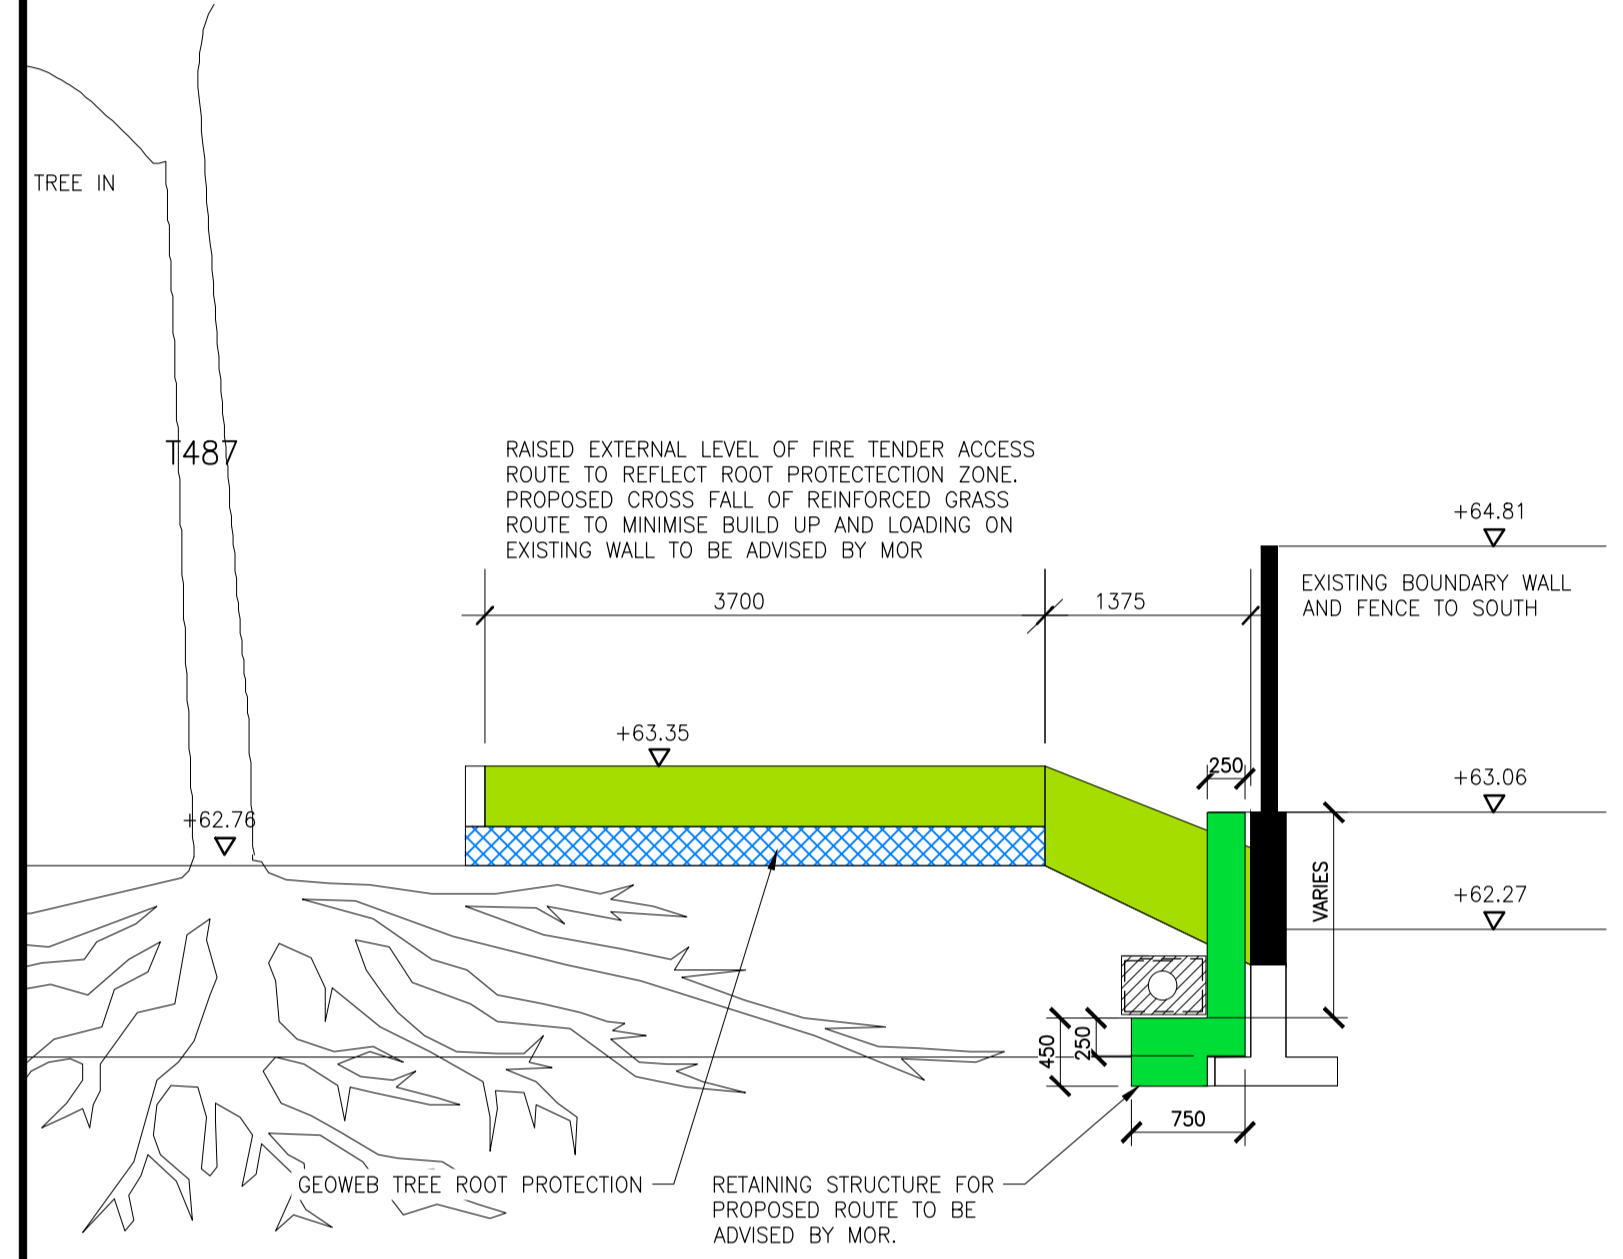 TREE IN
T487
RAISED EXTERNAL LEVEL OF FIRE TENDER ACCESS
ROUTE TO REFLECT ROOT PROTECTECTION ZONE.
PROPOSED CROSS FALL OF REINFORCED GRASS
ROUTE TO MINIMISE BUILD UP AND LOADING ON
EXISTING WALL TO BE ADVISED BY MOR
+64.81
EXISTING BOUNDARY WALL
AND FENCE TO SOUTH
3700
1375
+63.35
250
+63.06
+62.76
VARIES
+62.27
450
250
750
GEOWEB TREE ROOT PROTECTION
RETAINING STRUCTURE FOR
PROPOSED ROUTE TO BE
ADVISED BY MOR.